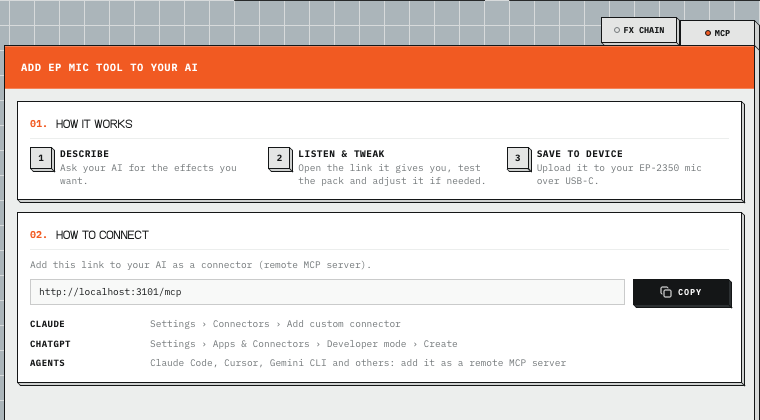 FX CHAIN
MCP
ADD EP MIC TOOL TO YOUR AI
01. HOW IT WORKS
1 DESCRIBE
Ask your AI for the effects you
want.
2 LISTEN & TWEAK
Open the link it gives you, test
the pack and adjust it if needed.
3 SAVE TO DEVICE
Upload it to your EP-2350 mic
over USB-C.
02. HOW TO CONNECT
Add this link to your AI as a connector (remote MCP server).
http://localhost:3101/mcp
COPY
CLAUDE Settings › Connectors › Add custom connector
CHATGPT Settings › Apps & Connectors › Developer mode › Create
AGENTS Claude Code, Cursor, Gemini CLI and others: add it as a remote MCP server